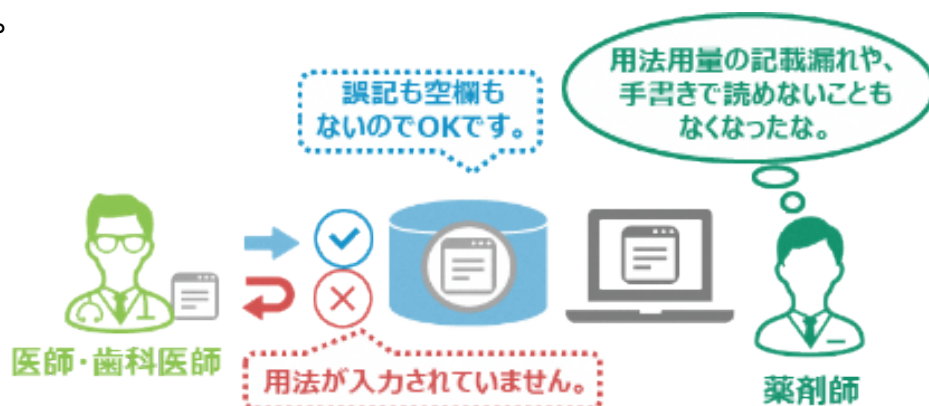 。
用法用量の記載漏れや、
手書きで読めないことも
なくなったな。
誤記も空欄も
ないのでOKです。
医師・歯科医師
用法が入力されていません。
薬剤師